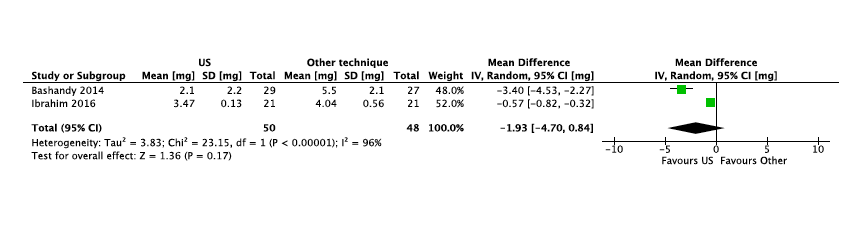 US Other technique Mean Difference Mean Difference
Study or Subgroup Mean [mg] SD [mg] Total Mean [mg] SD [mg] Total Weight IV, Random, 95% CI [mg] IV, Random, 95% CI [mg]
Bashandy 2014 2.1 2.2 29 5.5 2.1 27 48.0% −3.40 [−4.53, −2.27]
Ibrahim 2016 3.47 0.13 21 4.04 0.56 21 52.0% −0.57 [−0.82, −0.32]
Total (95% CI) 50 48 100.0% −1.93 [−4.70, 0.84]
Heterogeneity: Tau² = 3.83; Chi² = 23.15, df = 1 (P < 0.00001); I² = 96%
Test for overall effect: Z = 1.36 (P = 0.17)
−10 −5 0 5 10
Favours US Favours Other